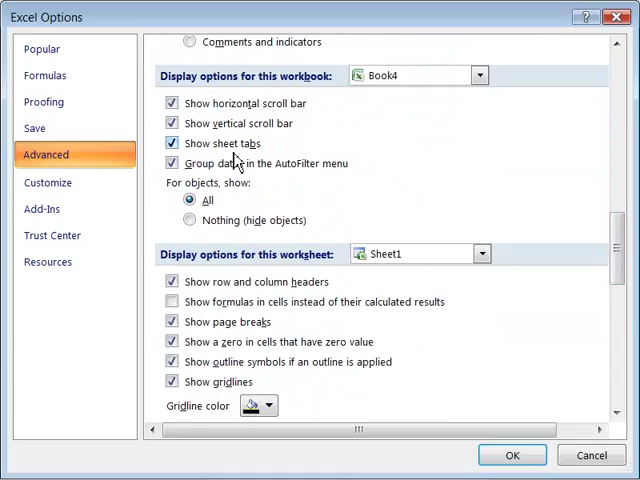 Excel Options
Popular
Formulas
Proofing
Save
Advanced
Customize
Add-Ins
Trust Center
Resources
Comments and indicators
Display options for this workbook: Book4
Show horizontal scroll bar
Show vertical scroll bar
Show sheet tabs
Group dates in the AutoFilter menu
For objects, show:
All
Nothing (hide objects)
Display options for this worksheet: Sheet1
Show row and column headers
Show formulas in cells instead of their calculated results
Show page breaks
Show a zero in cells that have zero value
Show outline symbols if an outline is applied
Show gridlines
Gridline color
OK Cancel